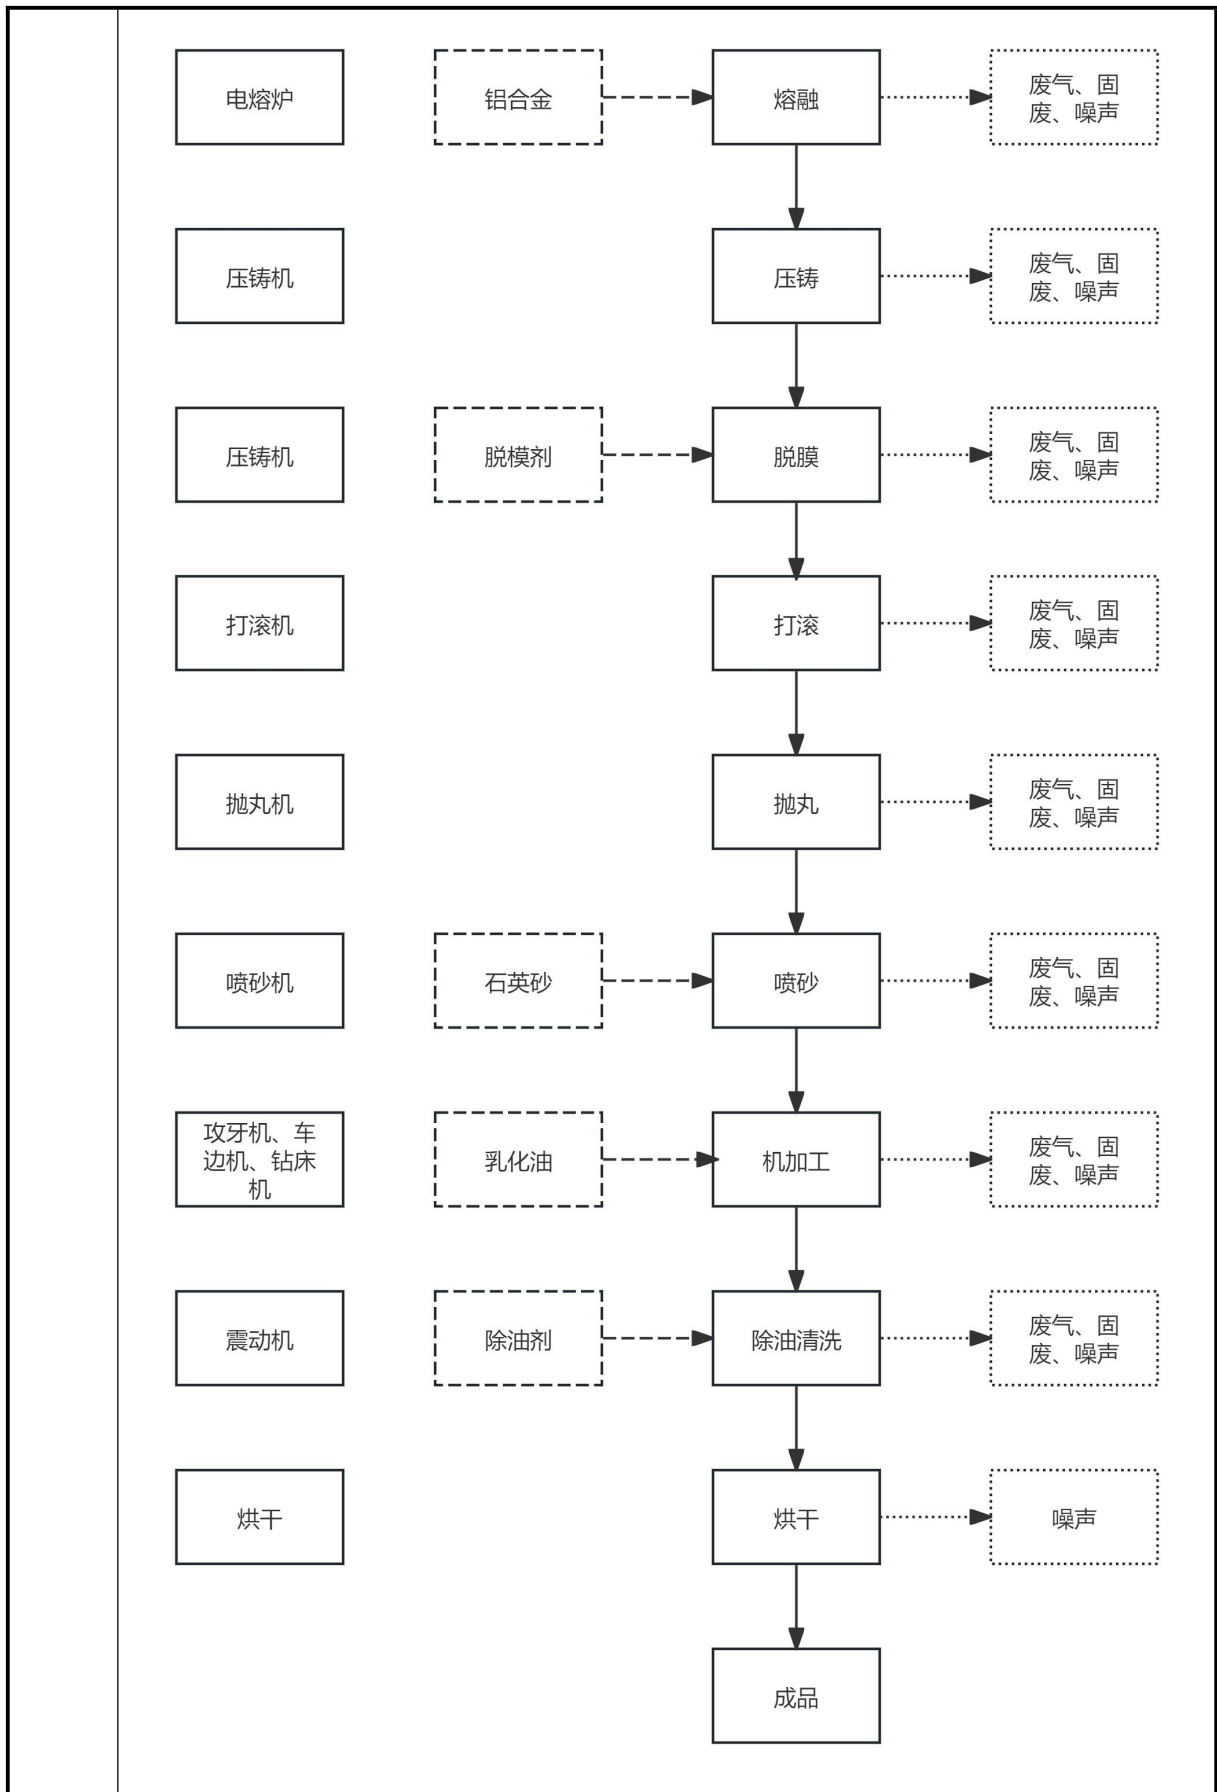 电熔炉
铝合金
熔融
废气、固
废、噪声
压铸机
压铸
废气、固
废、噪声
压铸机
脱模剂
脱膜
废气、固
废、噪声
打滚机
打滚
废气、固
废、噪声
抛丸机
抛丸
废气、固
废、噪声
喷砂机
石英砂
喷砂
废气、固
废、噪声
攻牙机、车
边机、钻床
机
乳化油
机加工
废气、固
废、噪声
震动机
除油剂
除油清洗
废气、固
废、噪声
烘干
烘干
噪声
成品